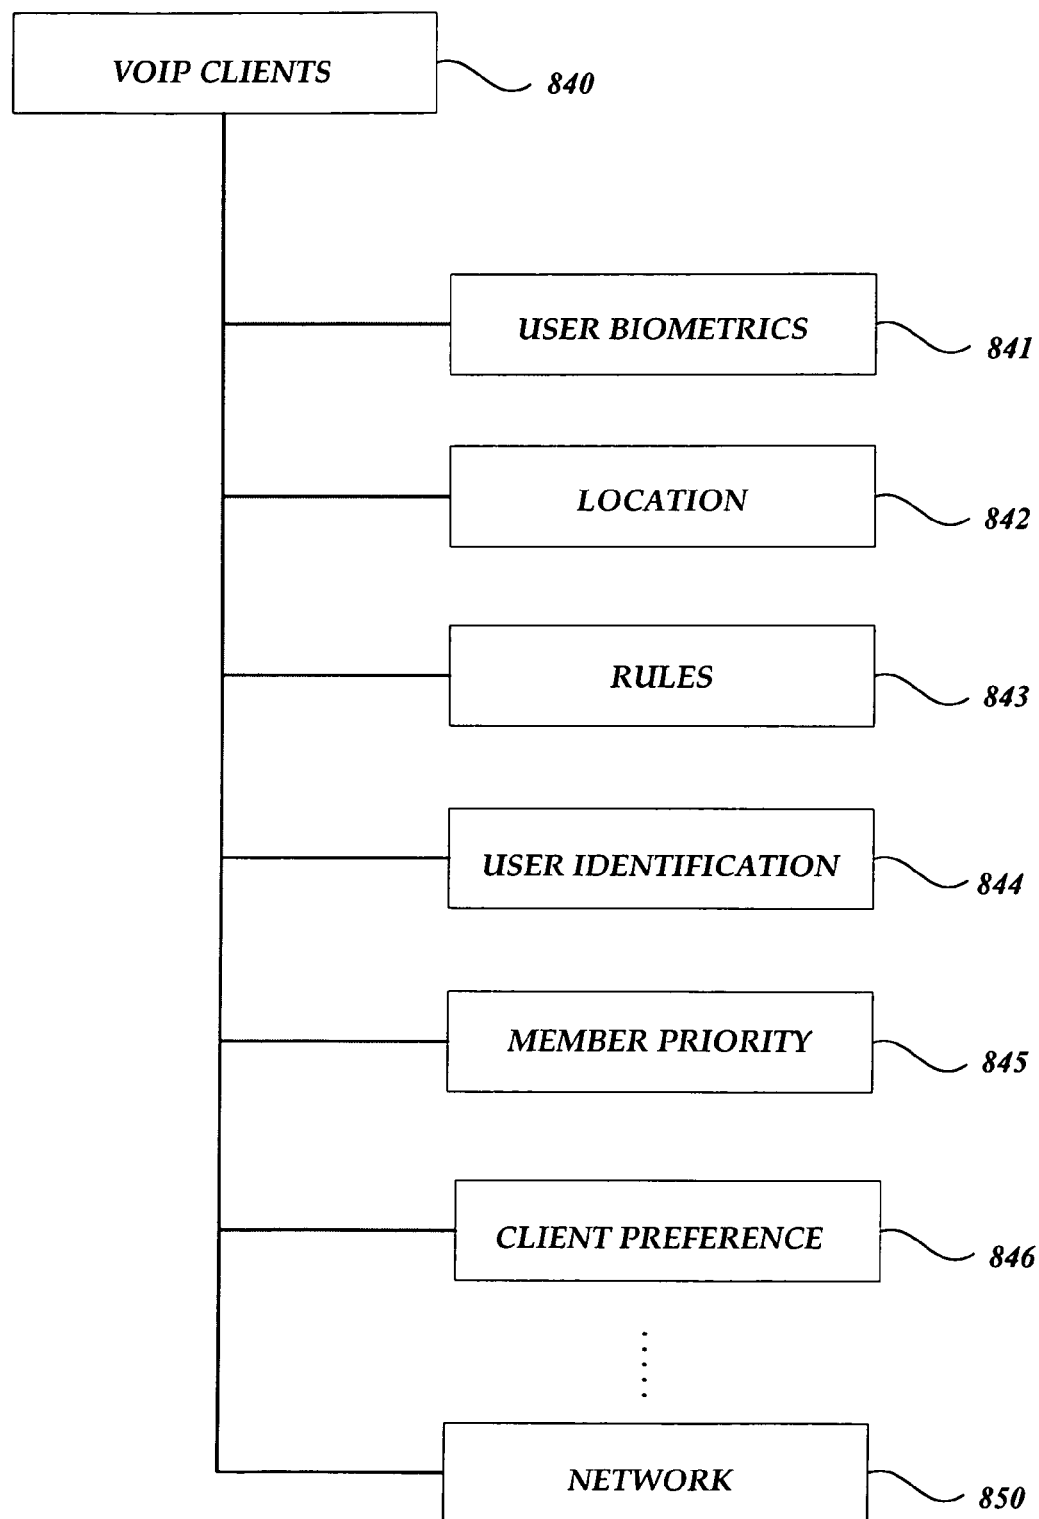 VOIP CLIENTS
840
USER BIOMETRICS
841
LOCATION
842
RULES
843
USER IDENTIFICATION
844
MEMBER PRIORITY
845
CLIENT PREFERENCE
846
NETWORK
850